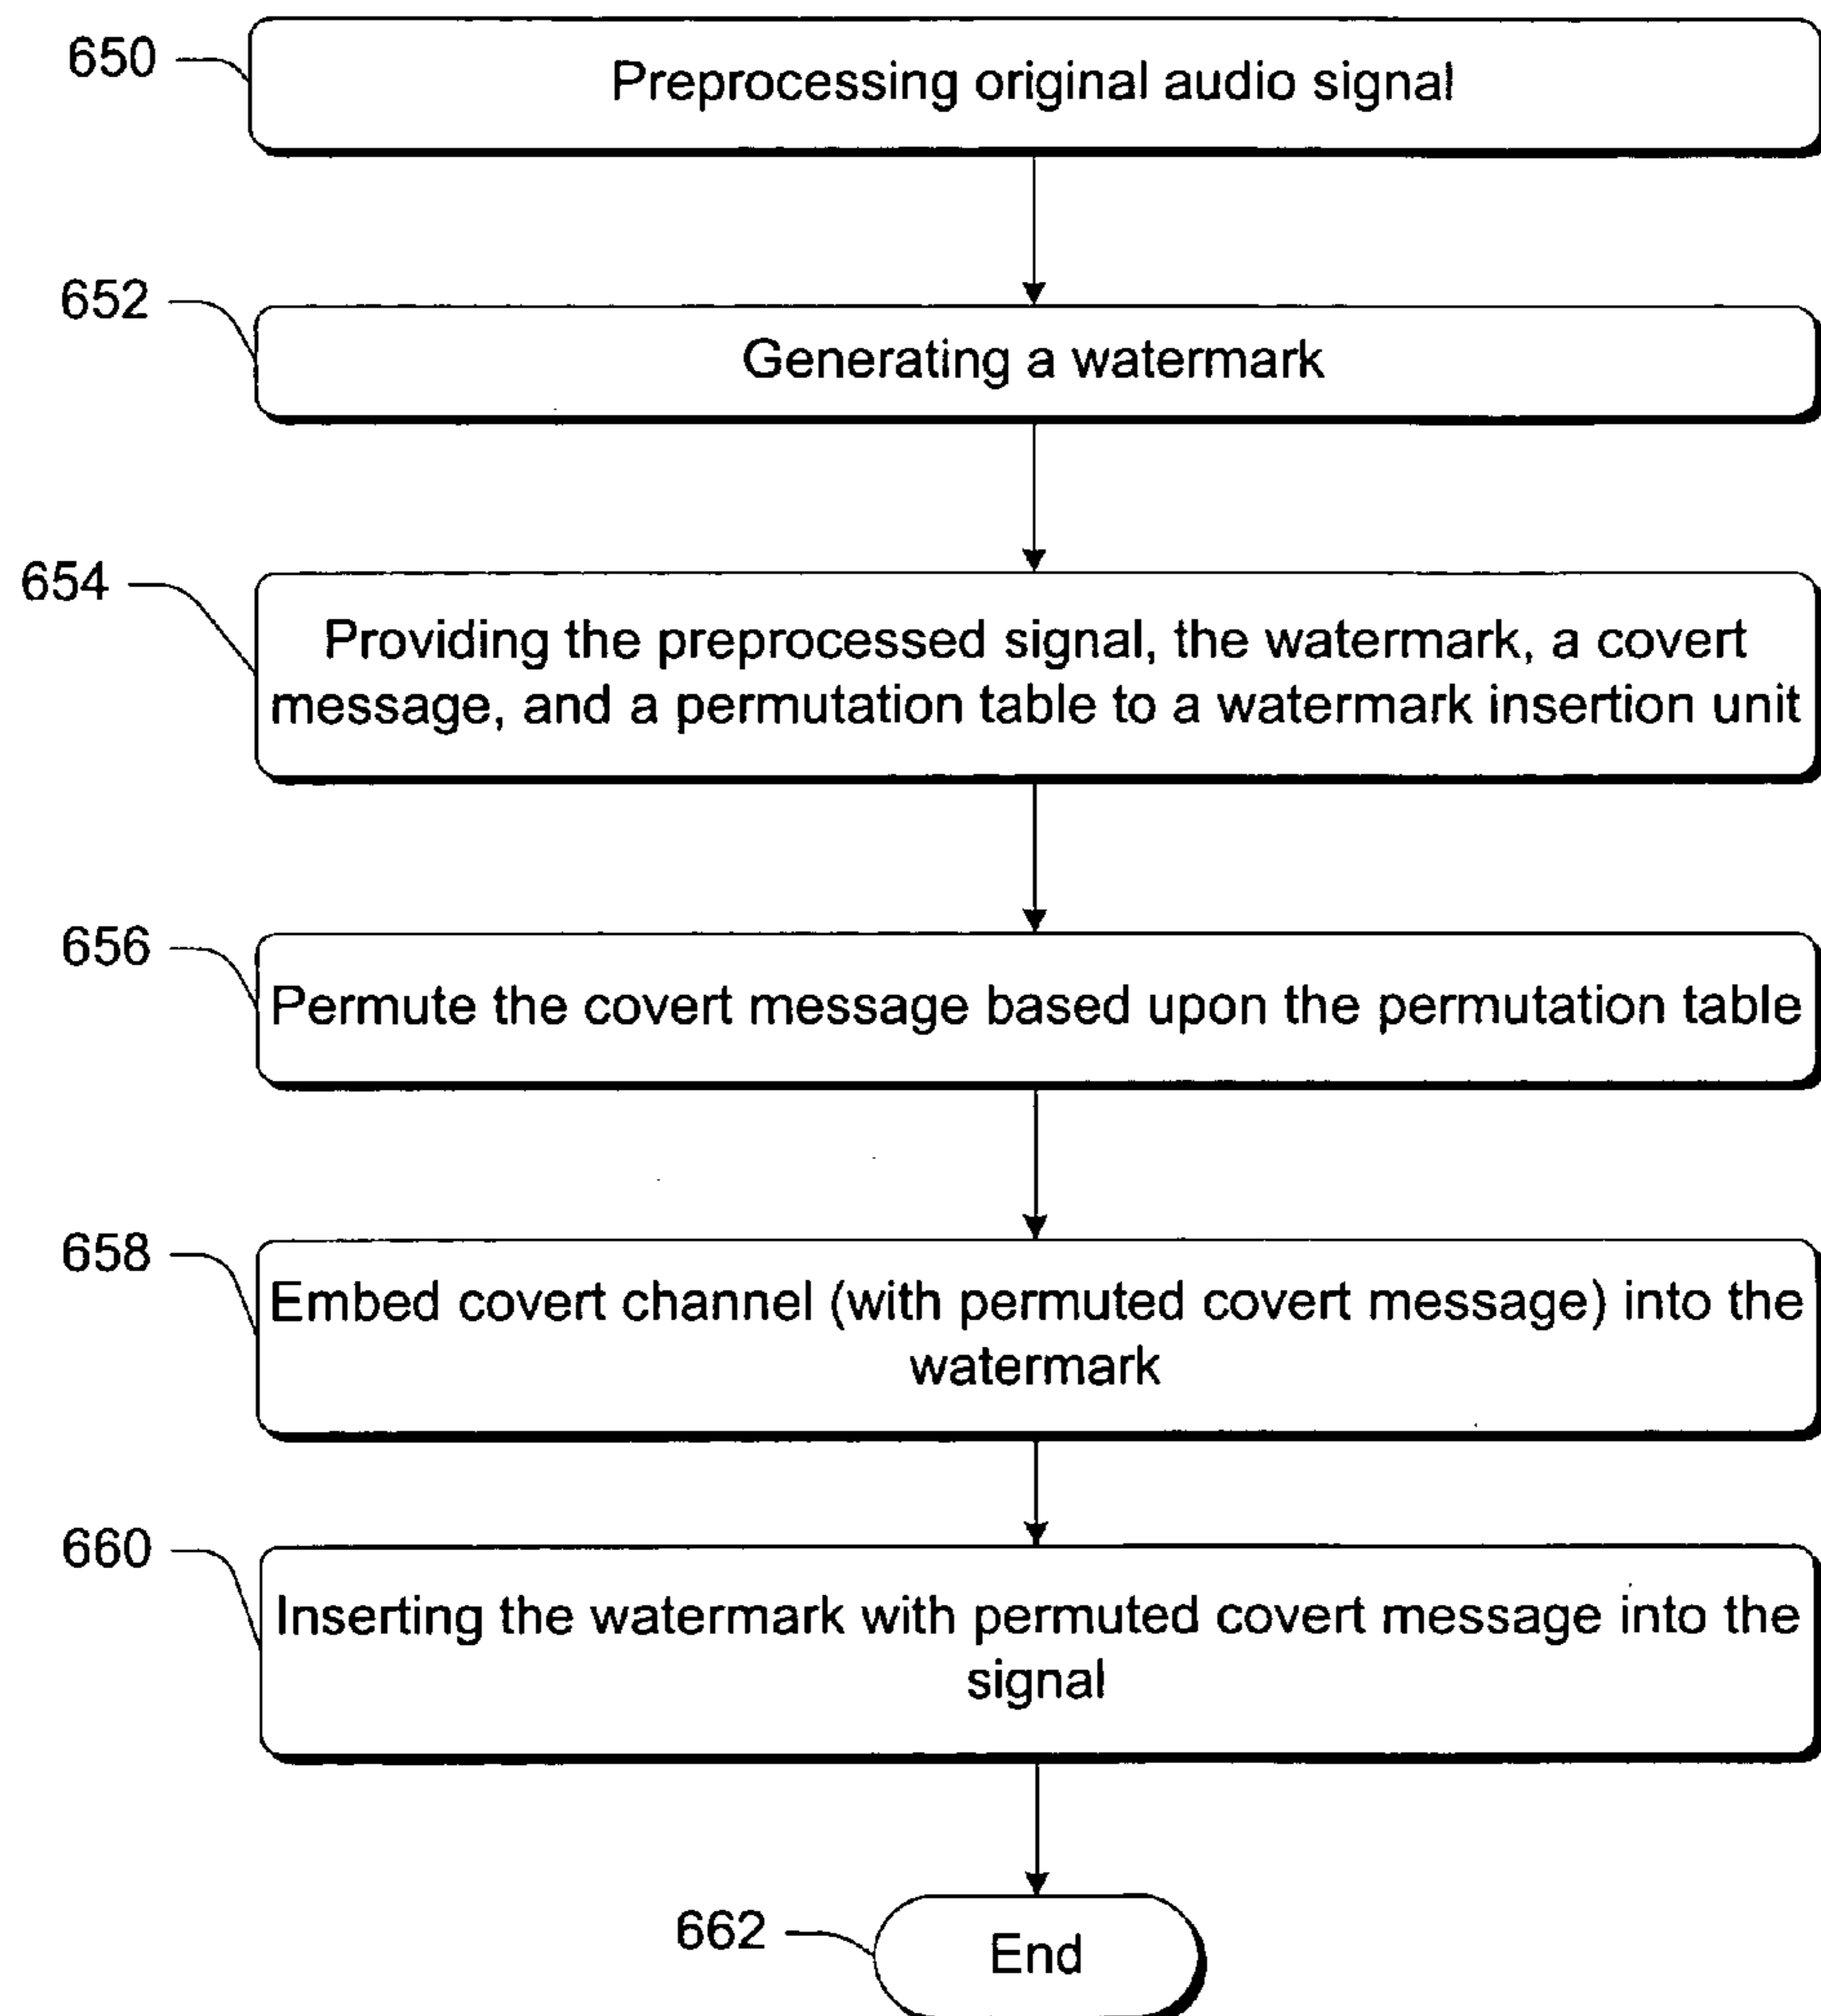 650
Preprocessing original audio signal
652
Generating a watermark
654
Providing the preprocessed signal, the watermark, a covert
message, and a permutation table to a watermark insertion unit
656
Permute the covert message based upon the permutation table
658
Embed covert channel (with permuted covert message) into the
watermark
660
Inserting the watermark with permuted covert message into the
signal
662
End